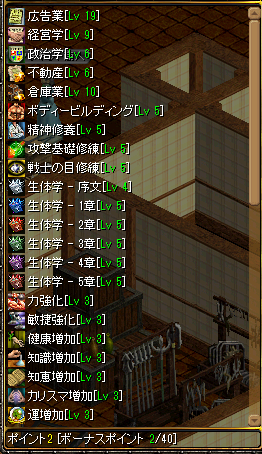 広告業[Lv 19]
経営学[Lv 9]
政治学[Lv 6]
不動産[Lv 6]
倉庫業[Lv 10]
ボディービルディング[Lv 5]
精神修養[Lv 5]
攻撃基礎修練[Lv 5]
戦士の目修練[Lv 5]
生体学 - 序文[Lv 4]
生体学 - 1章[Lv 5]
生体学 - 2章[Lv 5]
生体学 - 3章[Lv 5]
生体学 - 4章[Lv 5]
生体学 - 5章[Lv 5]
力強化[Lv 3]
敏捷強化[Lv 3]
健康増加[Lv 3]
知識増加[Lv 3]
知恵増加[Lv 3]
カリスマ増加[Lv 3]
運増加[Lv 3]
ポイント2 [ボーナスポイント 2/40]